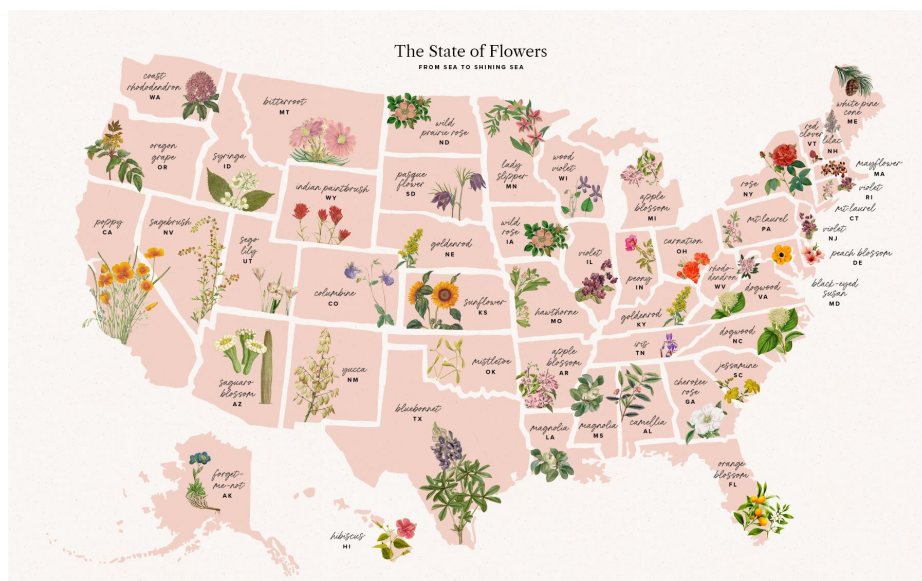 The State of Flowers
FROM SEA TO SHINING SEA
coast
rhododendron
WA
bitterroot
MT
wild
prairie rose
ND
lady
slipper
MN
wood
violet
WI
apple
blossom
MI
white pine
cone
ME
red
clover
VT
lilac
NH
mayflower
MA
violet
RI
mt.laurel
CT
violet
NJ
peach blossom
DE
black-eyed
susan
MD
oregon
grape
OR
syringa
ID
indian paintbrush
WY
pasque
flower
SD
rose
NY
mt.laurel
PA
poppy
CA
sagebrush
NV
sego
lily
UT
columbine
CO
goldenrod
NE
wild
rose
IA
violet
IL
peony
IN
carnation
OH
rhodo-
dendron
WV
dogwood
VA
sunflower
KS
hawthorne
MO
goldenrod
KY
iris
TN
dogwood
NC
saguaro
blossom
AZ
yucca
NM
mistletoe
OK
apple
blossom
AR
jessamine
SC
cherokee
rose
GA
bluebonnet
TX
magnolia
LA
magnolia
MS
camellia
AL
orange
blossom
FL
forget-
me-not
AK
hibiscus
HI